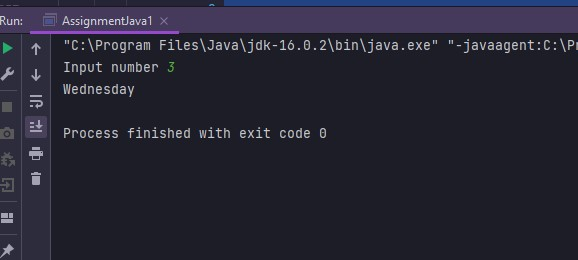 Run: AssignmentJava1 ×
"C:\Program Files\Java\jdk-16.0.2\bin\java.exe" "-javaagent:C:\Pr
Input number 3
Wednesday
Process finished with exit code 0